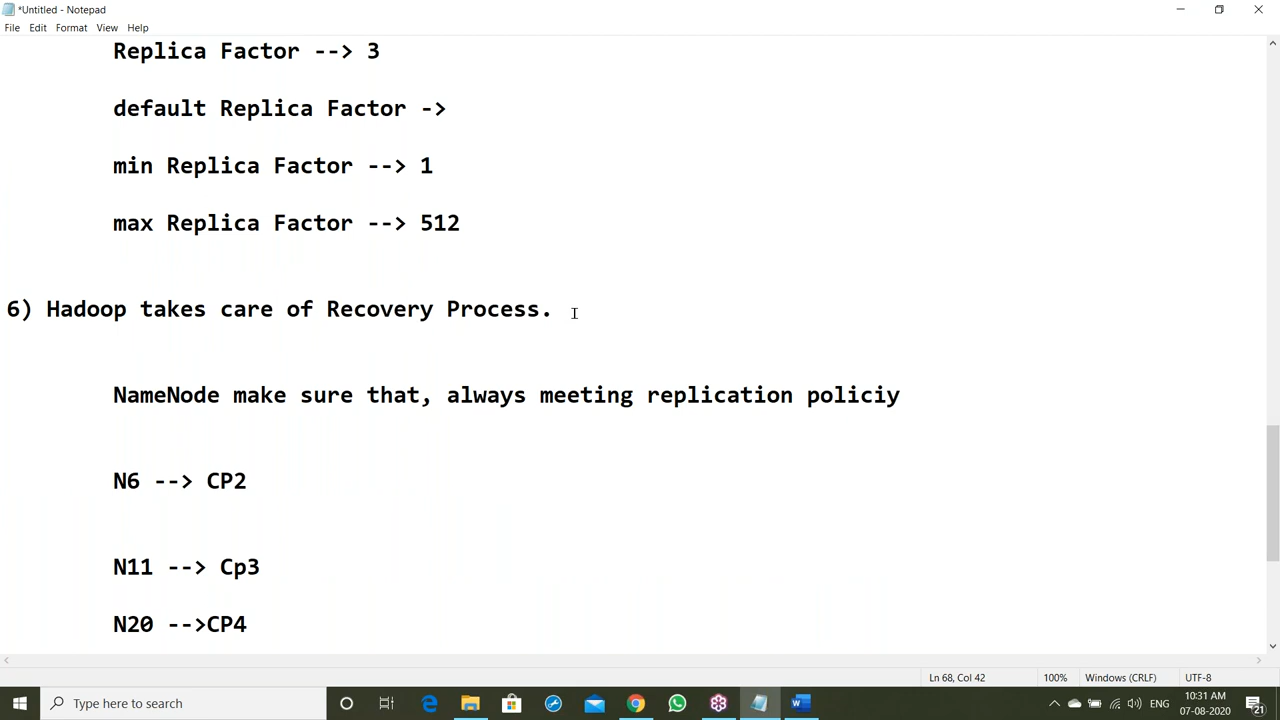 *Untitled - Notepad
File Edit Format View Help
Replica Factor --> 3
default Replica Factor ->
min Replica Factor --> 1
max Replica Factor --> 512
6) Hadoop takes care of Recovery Process.
NameNode make sure that, always meeting replication policiy
N6 --> CP2
N11 --> Cp3
N20 -->CP4
Ln 68, Col 42 100% Windows (CRLF) UTF-8
Type here to search
ENG
10:31 AM
07-08-2020
21